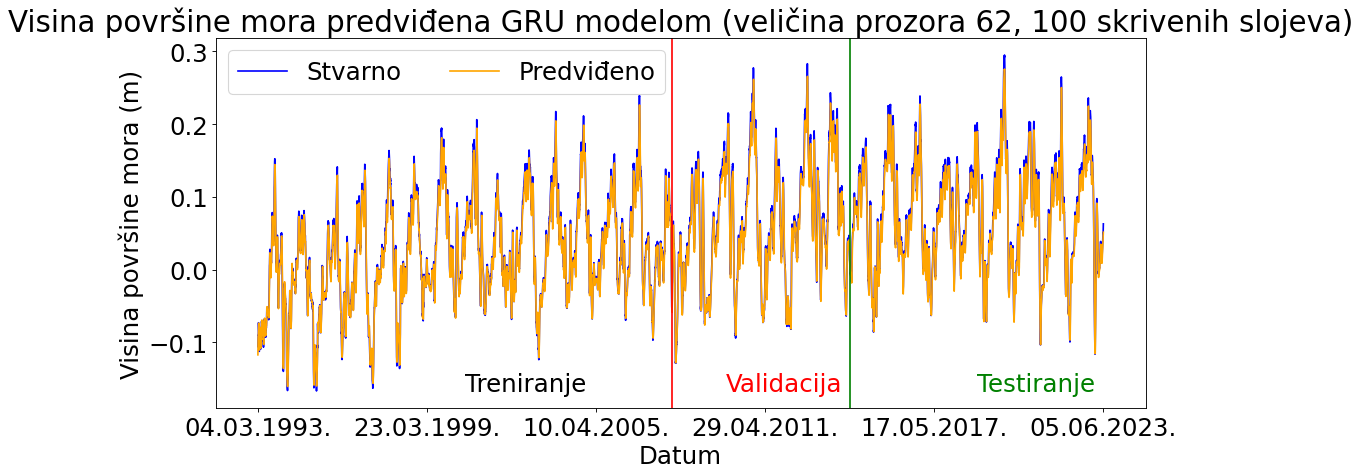 Visina površine mora predviđena GRU modelom (veličina prozora 62, 100 skrivenih slojeva)
Stvarno Predviđeno
Visina površine mora (m)
0.3
0.2
0.1
0.0
−0.1
Treniranje Validacija Testiranje
04.03.1993. 23.03.1999. 10.04.2005. 29.04.2011. 17.05.2017. 05.06.2023.
Datum